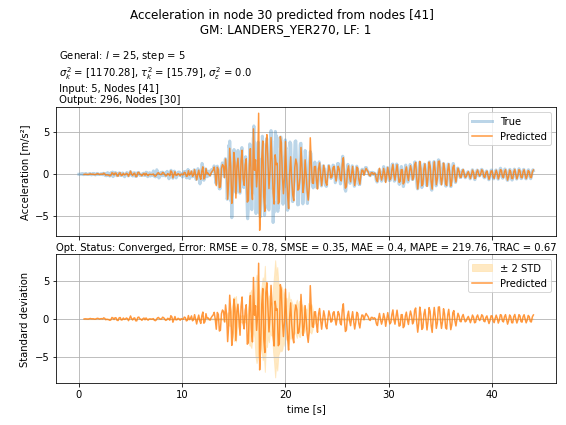 Acceleration in node 30 predicted from nodes [41]
GM: LANDERS_YER270, LF: 1
General: l = 25, step = 5
σ²ₖ = [1170.28], τ²ₖ = [15.79], σ²_ε = 0.0
Input: 5, Nodes [41]
Output: 296, Nodes [30]
Acceleration [m/s²]
5
0
−5
True
Predicted
Opt. Status: Converged, Error: RMSE = 0.78, SMSE = 0.35, MAE = 0.4, MAPE = 219.76, TRAC = 0.67
Standard deviation
5
0
−5
± 2 STD
Predicted
0 10 20 30 40
time [s]